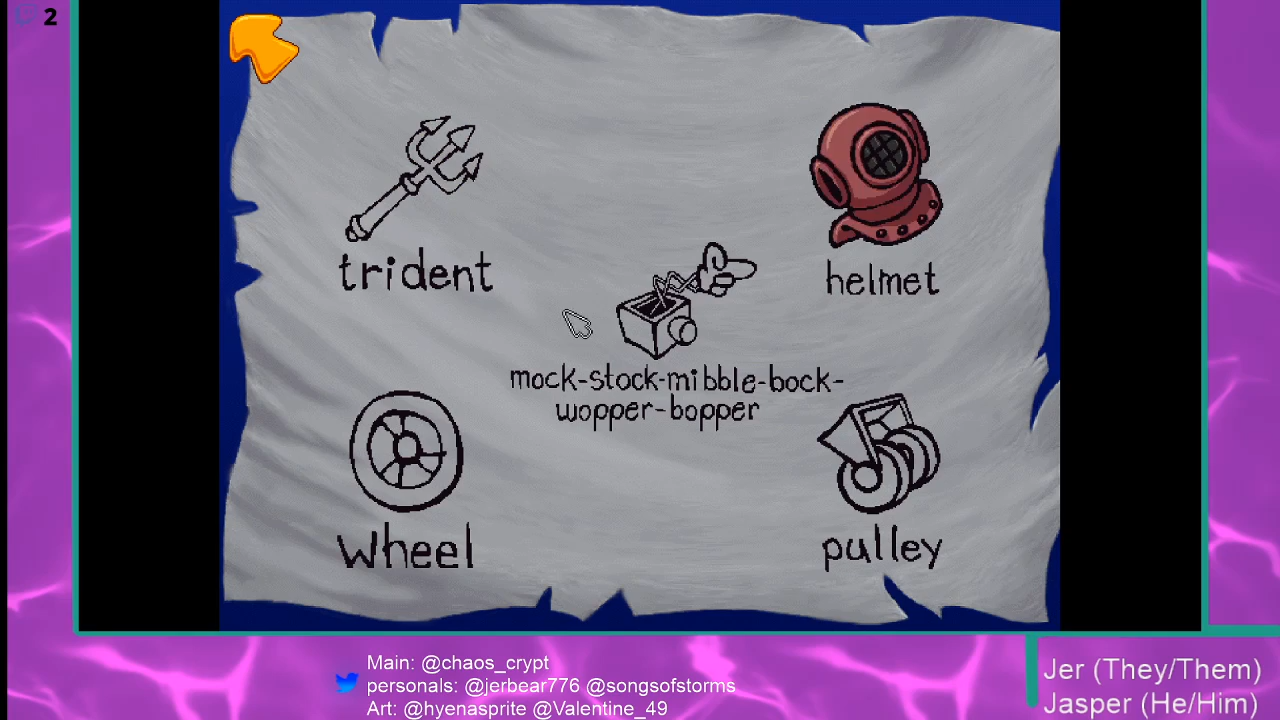 2
trident
helmet
mock-stock-mibble-bock-
wopper-bopper
wheel
pulley
Main: @chaos_crypt
personals: @jerbear776 @songsofstorms
Art: @hyenasprite @Valentine_49
Jer (They/Them)
Jasper (He/Him)